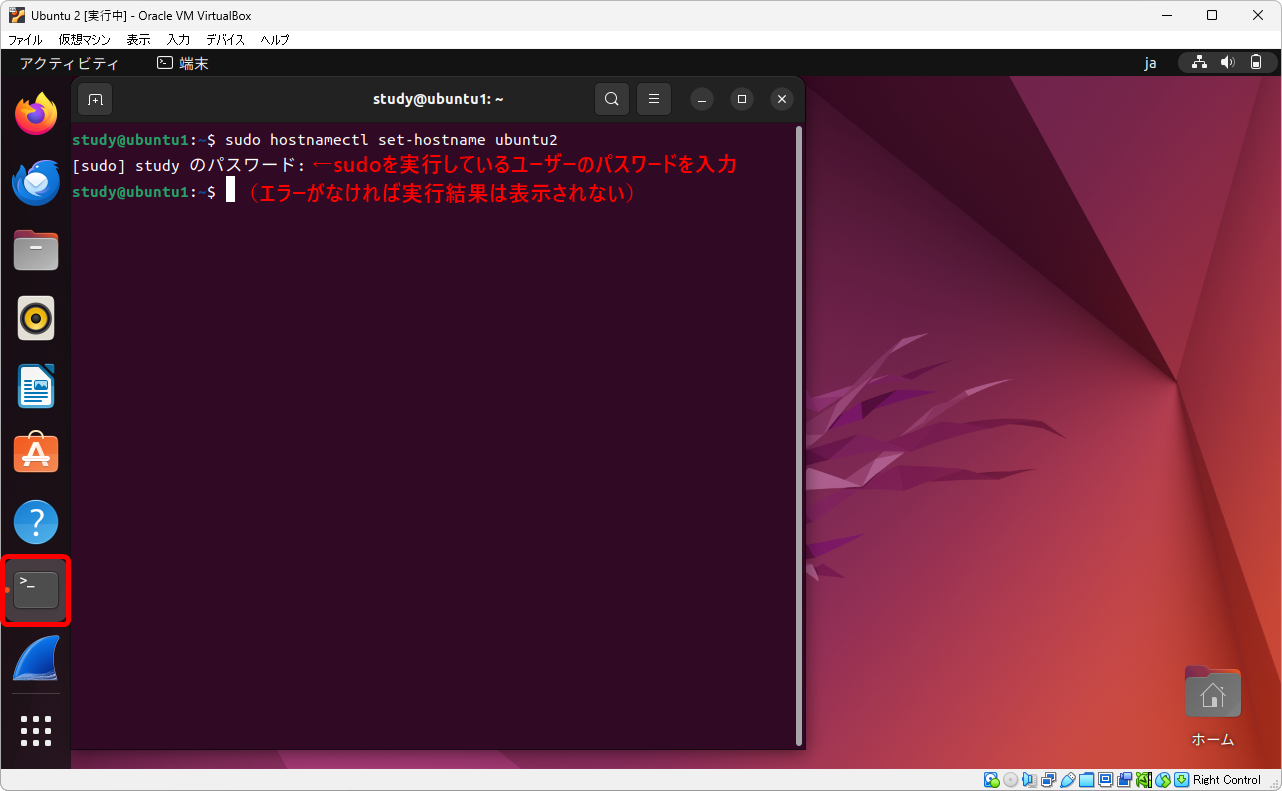 Ubuntu 2 [実行中] - Oracle VM VirtualBox
ファイル 仮想マシン 表示 入力 デバイス ヘルプ
アクティビティ 端末 ja
study@ubuntu1: ~
study@ubuntu1:~$ sudo hostnamectl set-hostname ubuntu2
[sudo] study のパスワード: ←sudoを実行しているユーザーのパスワードを入力
study@ubuntu1:~$ （エラーがなければ実行結果は表示されない）
ホーム
Right Control